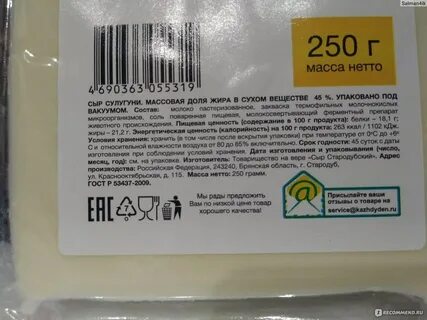 Salman4ik
250 г
масса нетто
4690363055319
СЫР СУЛУГУНИ. МАССОВАЯ ДОЛЯ ЖИРА В СУХОМ ВЕЩЕСТВЕ 45 %. УПАКОВАНО ПОД
ВАКУУМОМ. Состав: молоко пастеризованное, закваска термофильных молочнокислых
микроорганизмов, соль поваренная пищевая, молокосвертывающий ферментный препарат
животного происхождения. Пищевая ценность (содержание в 100 г продукта): белки – 18,1 г;
жиры - 21,2 г. Энергетическая ценность (калорийность) на 100 г продукта: 263 ккал / 1102 кДж.
Условия хранения: хранить (в том числе после вскрытия) при t° от 0°С до +6°
С и относительной влажности воздуха от 80 до 85% включительно. Срок годности: 45 суток с даты
изготовления при соблюдении условий хранения. Дата изготовления и упаковывания (число,
месяц, год): см. на упаковке. Изготовитель: Товарищество на вере «Сыр Стародубский». Адрес
производства: Российская Федерация, 243240, Брянская область, г. Стародуб,
ул. Краснооктябрьская, д. 115. Масса нетто: 250 грамм.
ГОСТ Р 53437-2009.
ЕАС
7
Мы рады предложить
Вам по низкой цене товар
хорошего качества!
@
Присылайте ваши
отзывы о товаре на
service@kazhdyden.ru
IRECOMMEND.RU